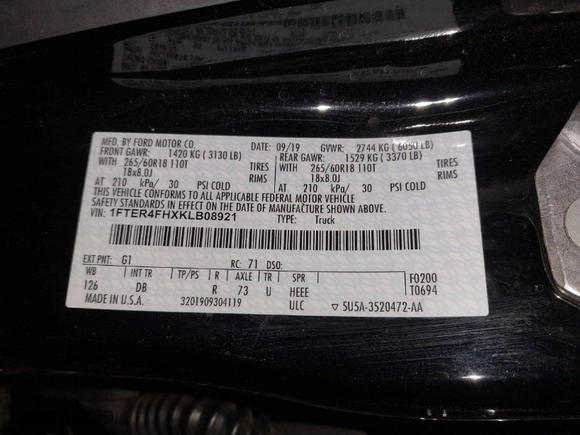 MFD. BY FORD MOTOR CO. DATE: 09/19 GVWR: 2744 KG ( 6050 LB)
FRONT GAWR: 1420 KG ( 3130 LB) REAR GAWR: 1529 KG ( 3370 LB)
WITH 265/60R18 110T TIRES WITH 265/60R18 110T TIRES
18x8.0J RIMS 18x8.0J RIMS
AT 210 kPa/ 30 PSI COLD AT 210 kPa/ 30 PSI COLD
THIS VEHICLE CONFORMS TO ALL APPLICABLE FEDERAL MOTOR VEHICLE
SAFETY STANDARDS IN EFFECT ON THE DATE OF MANUFACTURE SHOWN ABOVE.
VIN: 1FTER4FHXKLB08921 TYPE: Truck
EXT PNT: G1 RC: 71 DSO:
WB INT TR TP/PS R AXLE TR SPR F0200
126 DB R 73 U HEEE T0694
MADE IN U.S.A. 3201909304119 ULC ▽ 5U5A-3520472-AA